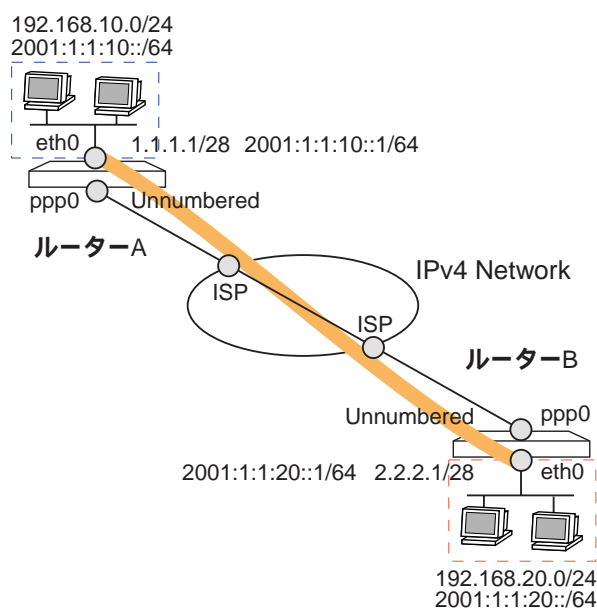 192.168.10.0/24
2001:1:1:10::/64
eth0
1.1.1.1/28 2001:1:1:10::1/64
ppp0
Unnumbered
ルーターA
IPv4 Network
ISP
ISP
ルーターB
Unnumbered
ppp0
2001:1:1:20::1/64 2.2.2.1/28
eth0
192.168.20.0/24
2001:1:1:20::/64